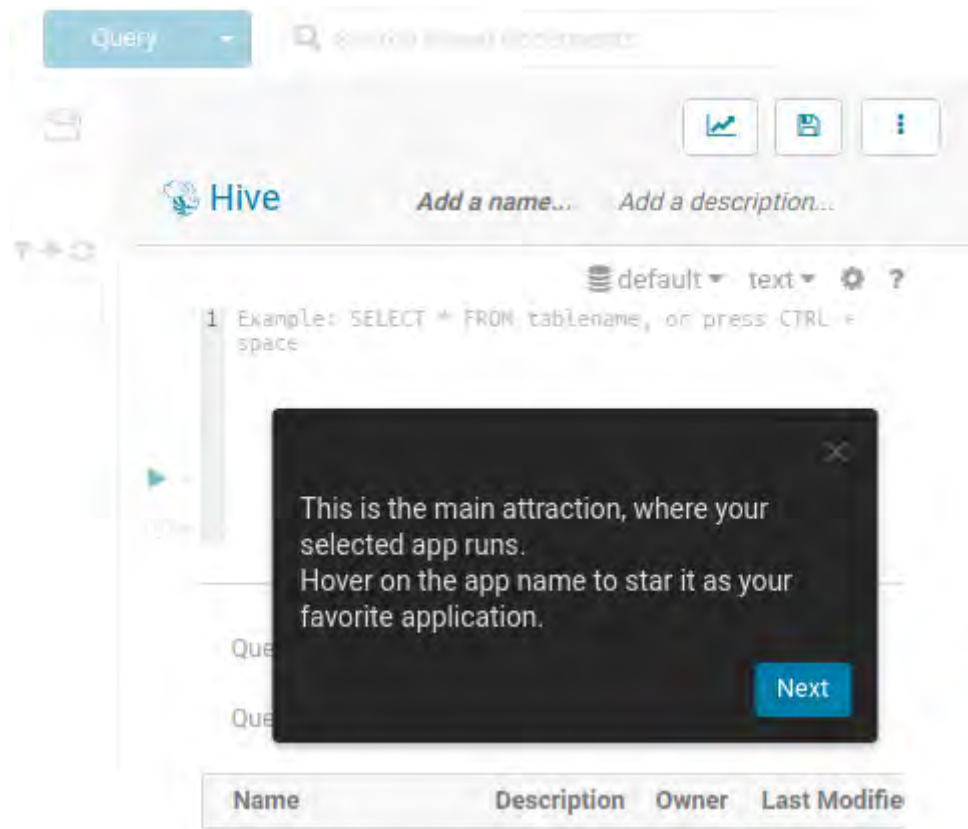 Query
Hive Add a name... Add a description...
default text ?
1 Example: SELECT * FROM tablename, or press CTRL +
space
This is the main attraction, where your
selected app runs.
Hover on the app name to star it as your
favorite application.
Que
Next
Que
Name Description Owner Last Modifie